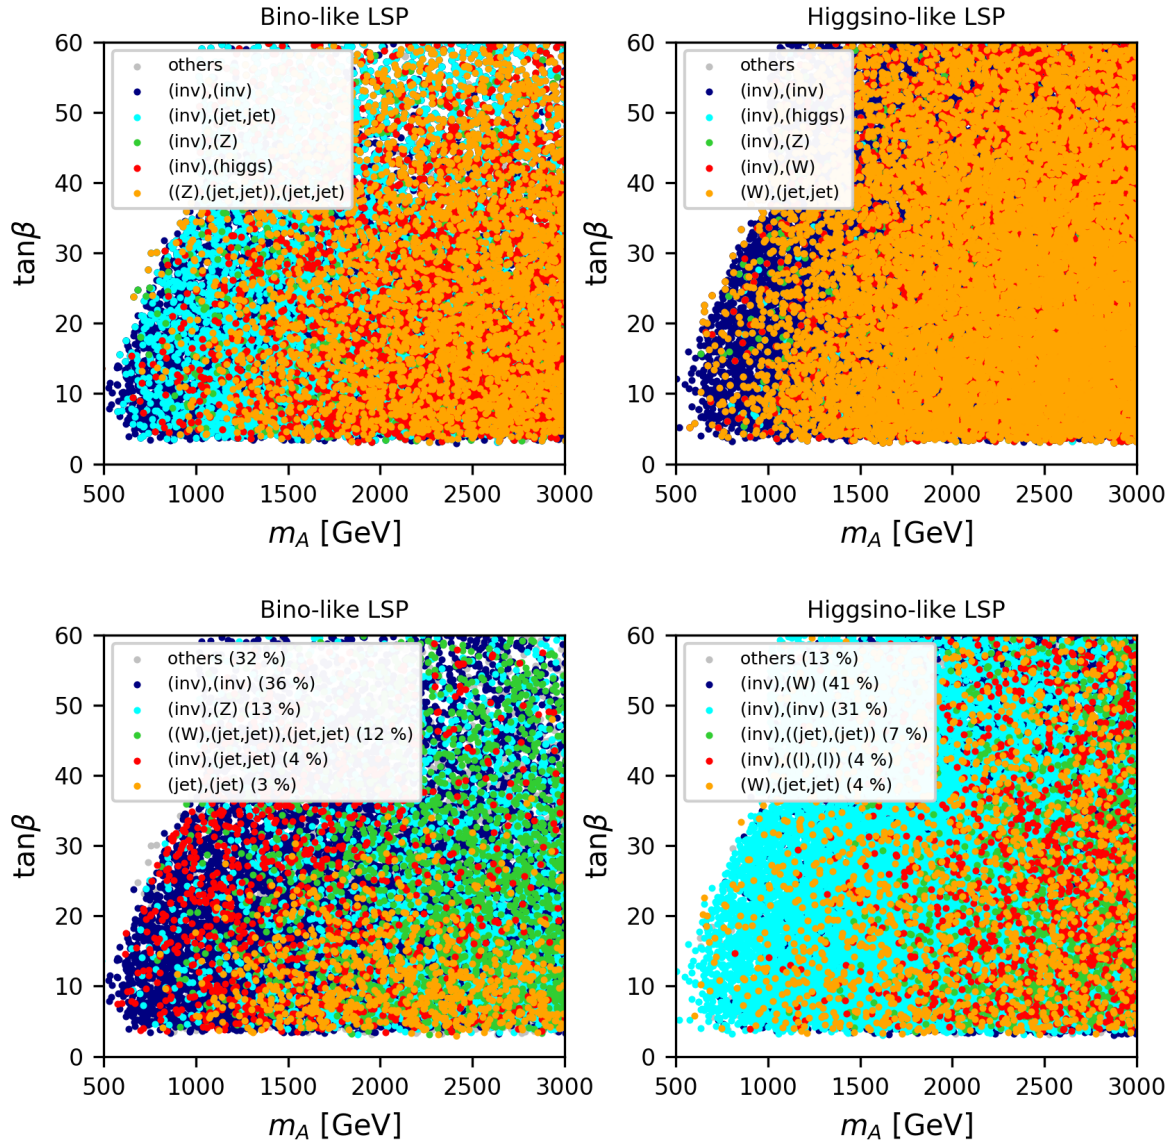 Bino-like LSP
60
50
40
30
20
10
0
tanβ
others
(inv),(inv)
(inv),(jet,jet)
(inv),(Z)
(inv),(higgs)
((Z),(jet,jet)),(jet,jet)
500 1000 1500 2000 2500 3000
m_A [GeV]
Higgsino-like LSP
60
50
40
30
20
10
0
tanβ
others
(inv),(inv)
(inv),(higgs)
(inv),(Z)
(inv),(W)
(W),(jet,jet)
500 1000 1500 2000 2500 3000
m_A [GeV]
Bino-like LSP
60
50
40
30
20
10
0
tanβ
others (32 %)
(inv),(inv) (36 %)
(inv),(Z) (13 %)
((W),(jet,jet)),(jet,jet) (12 %)
(inv),(jet,jet) (4 %)
(jet),(jet) (3 %)
500 1000 1500 2000 2500 3000
m_A [GeV]
Higgsino-like LSP
60
50
40
30
20
10
0
tanβ
others (13 %)
(inv),(W) (41 %)
(inv),(inv) (31 %)
(inv),((jet),(jet)) (7 %)
(inv),((l),(l)) (4 %)
(W),(jet,jet) (4 %)
500 1000 1500 2000 2500 3000
m_A [GeV]